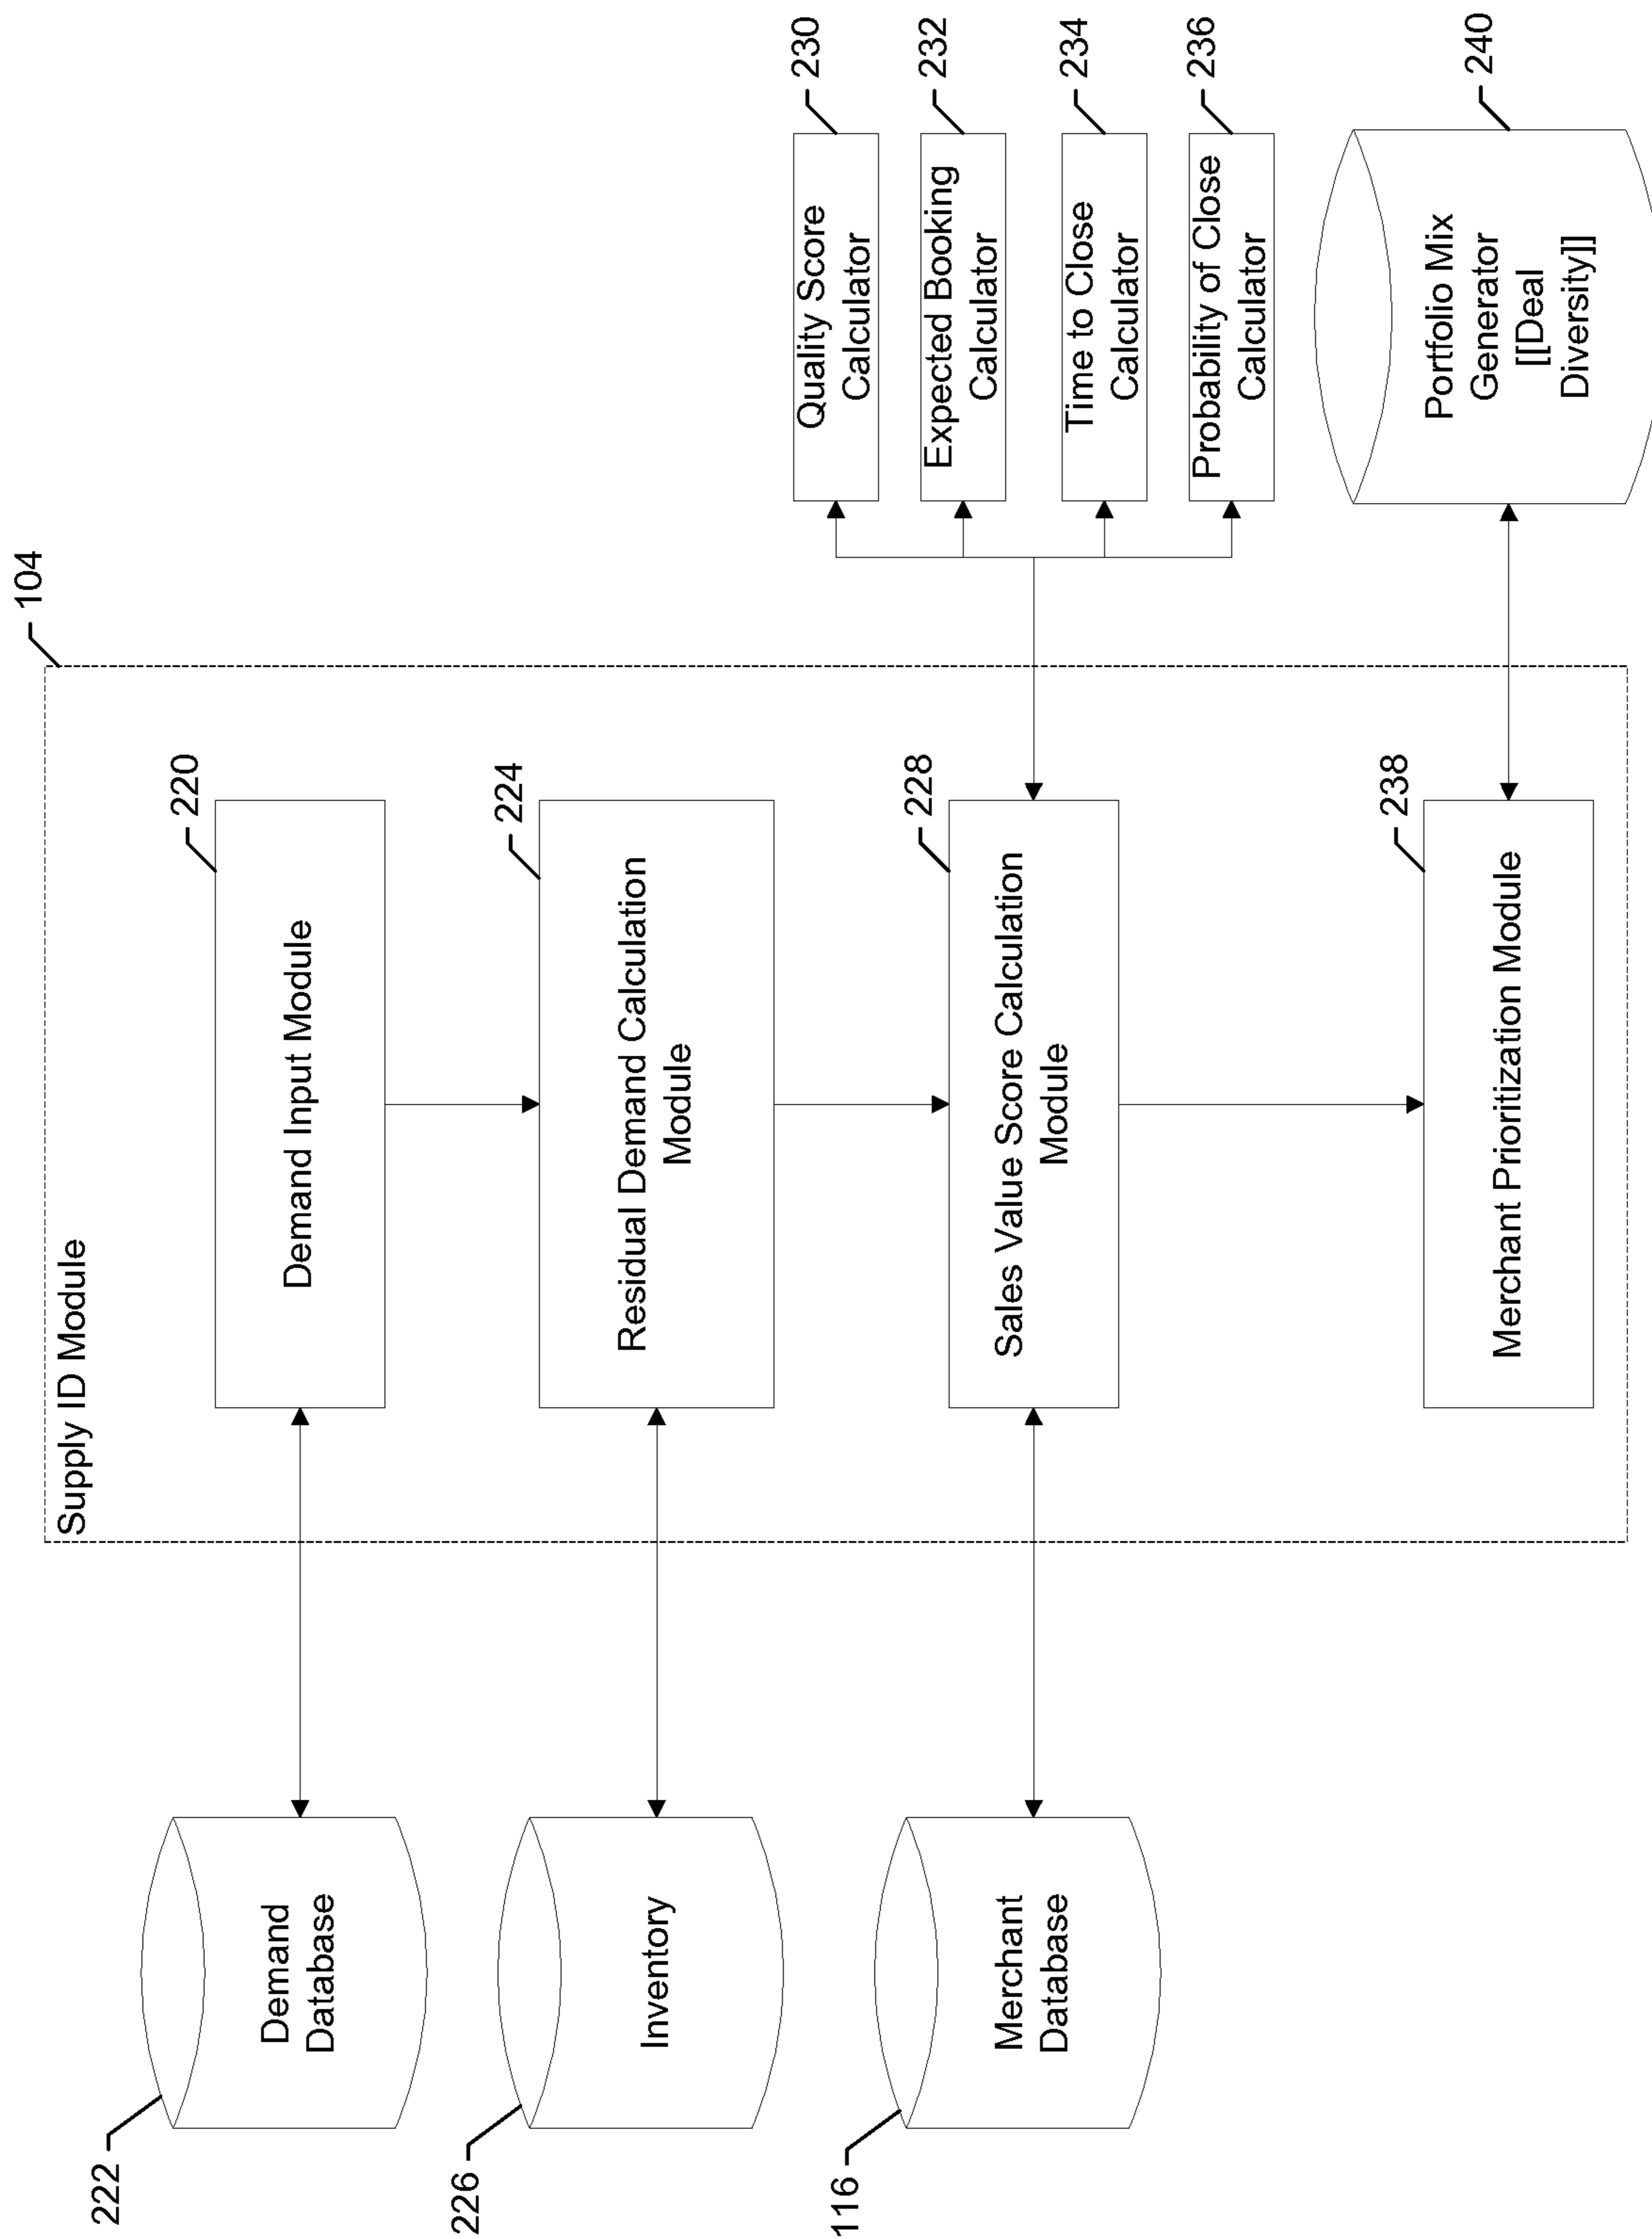 Supply ID Module
104
Demand
Database
222
Demand Input Module
220
Inventory
226
Residual Demand Calculation
Module
224
Merchant
Database
116
Sales Value Score Calculation
Module
228
Quality Score
Calculator
230
Expected Booking
Calculator
232
Time to Close
Calculator
234
Probability of Close
Calculator
236
Merchant Prioritization Module
238
Portfolio Mix
Generator
[[Deal
Diversity]]
240